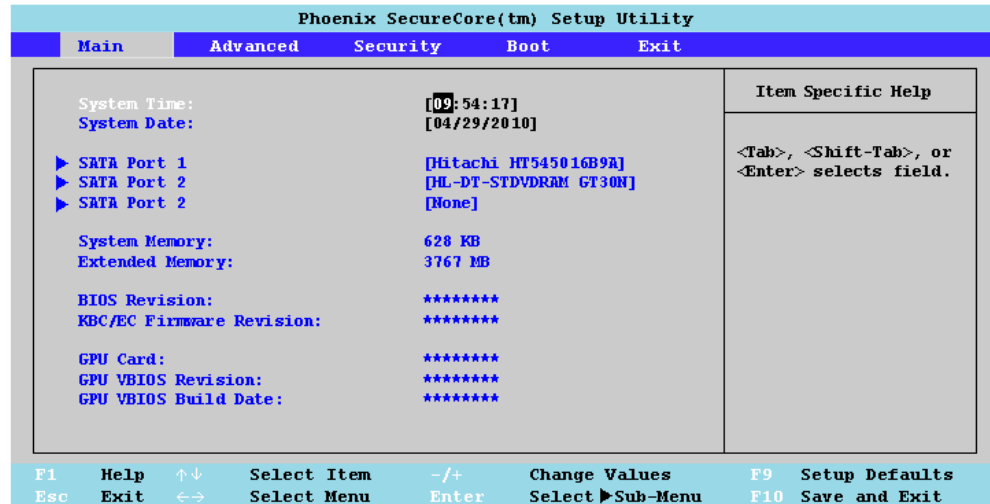 Phoenix SecureCore(tm) Setup Utility
Main Advanced Security Boot Exit
System Time: [09:54:17]
System Date: [04/29/2010]
SATA Port 1 [Hitachi HT545016B9A]
SATA Port 2 [HL-DT-STDVDRAM GT30N]
SATA Port 2 [None]
System Memory: 628 KB
Extended Memory: 3767 MB
BIOS Revision: ********
KBC/EC Firmware Revision: ********
GPU Card: ********
GPU VBIOS Revision: ********
GPU VBIOS Build Date: ********
Item Specific Help
<Tab>, <Shift-Tab>, or
<Enter> selects field.
F1 Help ↑↓ Select Item -/+ Change Values F9 Setup Defaults
Esc Exit ←→ Select Menu Enter Select ▶Sub-Menu F10 Save and Exit